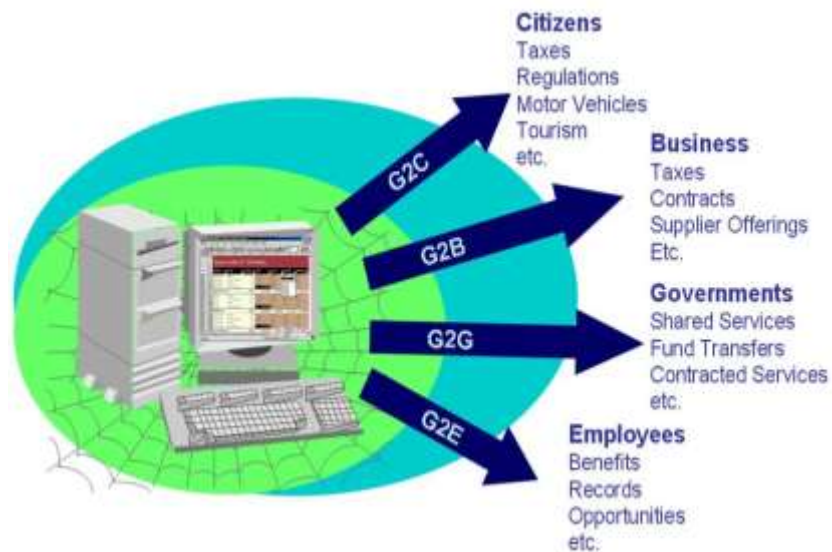 Citizens
Taxes
Regulations
Motor Vehicles
Tourism
etc.
G2C
Business
Taxes
Contracts
Supplier Offerings
Etc.
G2B
Governments
Shared Services
Fund Transfers
Contracted Services
etc.
G2G
Employees
Benefits
Records
Opportunities
etc.
G2E